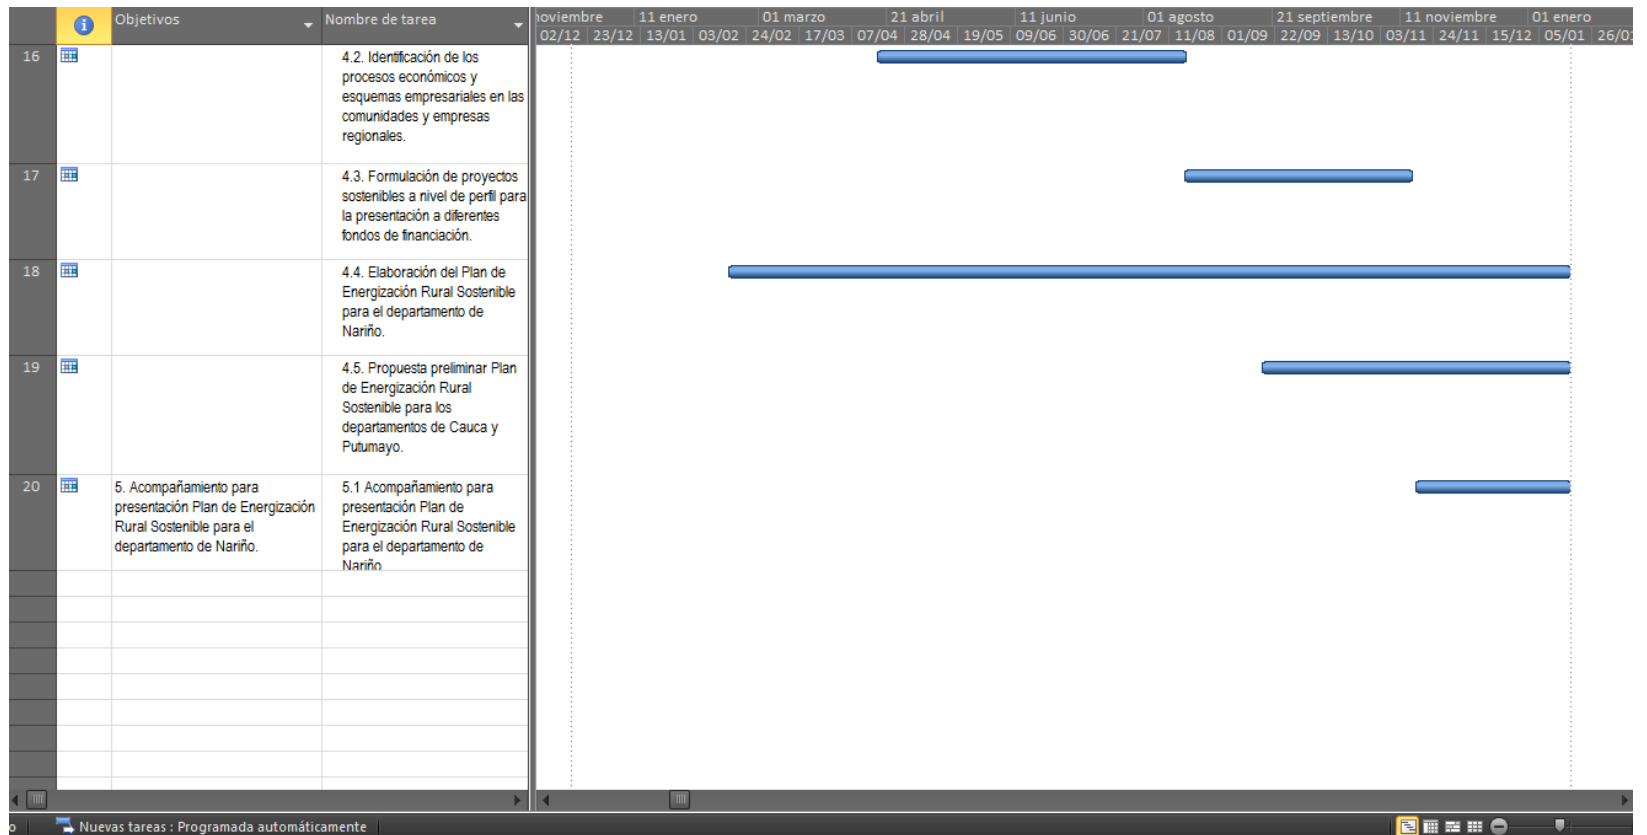 Objetivos
Nombre de tarea
noviembre 11 enero 01 marzo 21 abril 11 junio 01 agosto 21 septiembre 11 noviembre 01 enero
02/12 23/12 13/01 03/02 24/02 17/03 07/04 28/04 19/05 09/06 30/06 21/07 11/08 01/09 22/09 13/10 03/11 24/11 15/12 05/01 26/01
16
4.2. Identificación de los
procesos económicos y
esquemas empresariales en las
comunidades y empresas
regionales.
17
4.3. Formulación de proyectos
sostenibles a nivel de perfil para
la presentación a diferentes
fondos de financiación.
18
4.4. Elaboración del Plan de
Energización Rural Sostenible
para el departamento de
Nariño.
19
4.5. Propuesta preliminar Plan
de Energización Rural
Sostenible para los
departamentos de Cauca y
Putumayo.
20
5. Acompañamiento para
presentación Plan de Energización
Rural Sostenible para el
departamento de Nariño.
5.1 Acompañamiento para
presentación Plan de
Energización Rural Sostenible
para el departamento de
Nariño
Nuevas tareas : Programada automáticamente